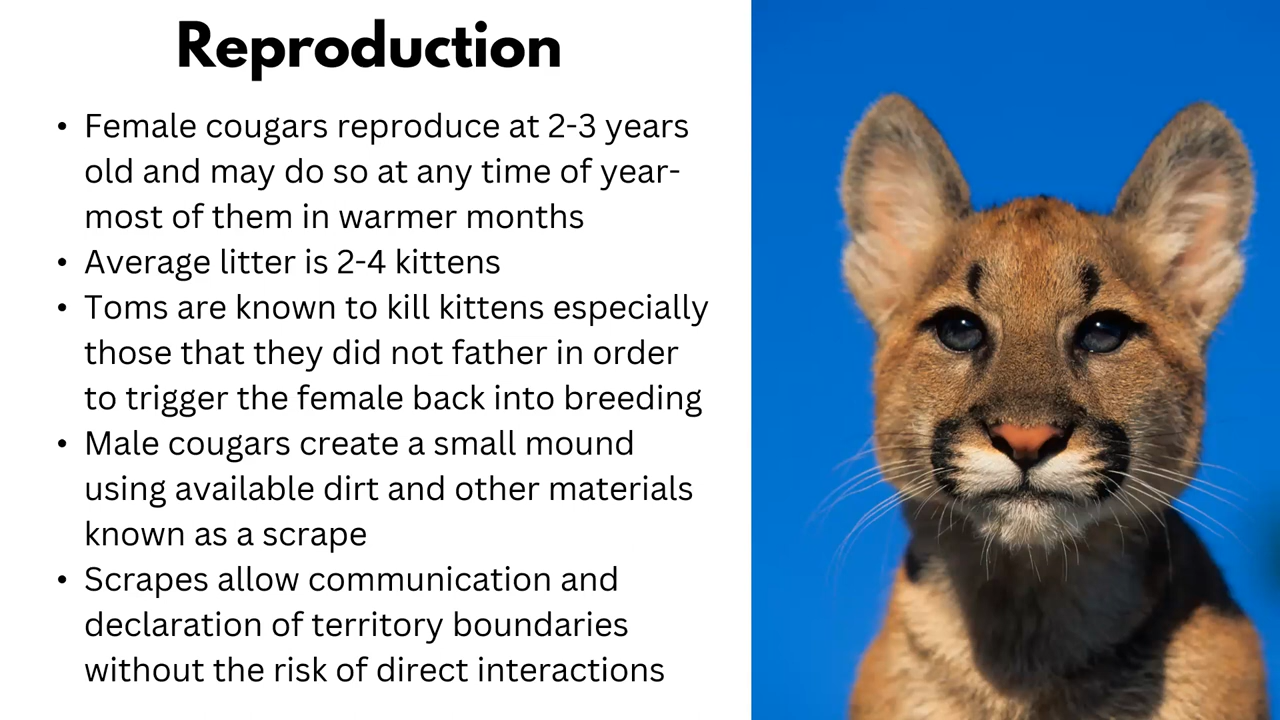 Reproduction
• Female cougars reproduce at 2-3 years
old and may do so at any time of year-
most of them in warmer months
• Average litter is 2-4 kittens
• Toms are known to kill kittens especially
those that they did not father in order
to trigger the female back into breeding
• Male cougars create a small mound
using available dirt and other materials
known as a scrape
• Scrapes allow communication and
declaration of territory boundaries
without the risk of direct interactions